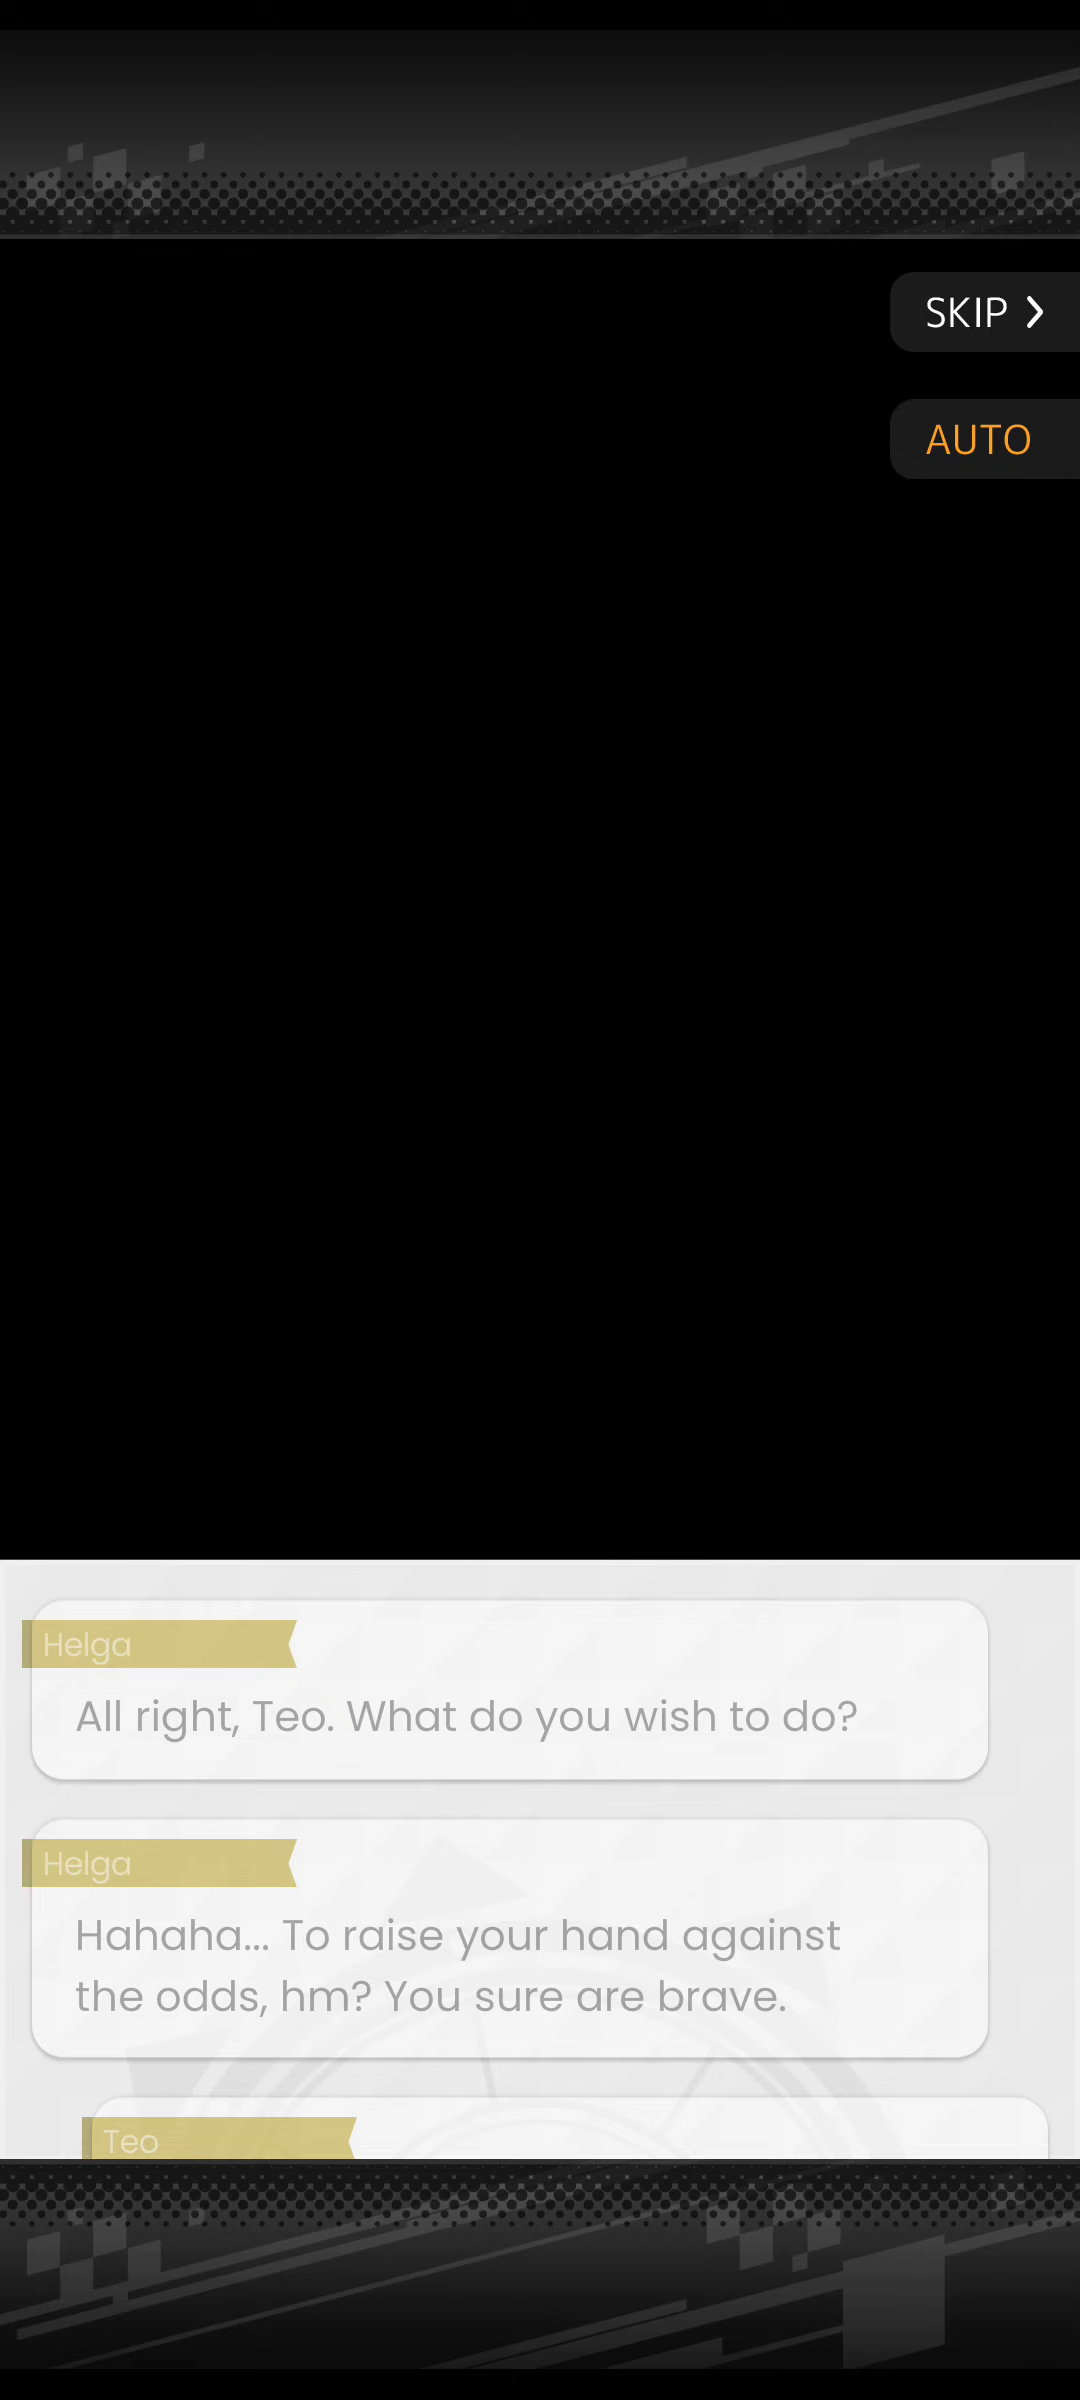 SKIP
AUTO
Helga
All right, Teo. What do you wish to do?
Helga
Hahaha... To raise your hand against
the odds, hm? You sure are brave.
Teo